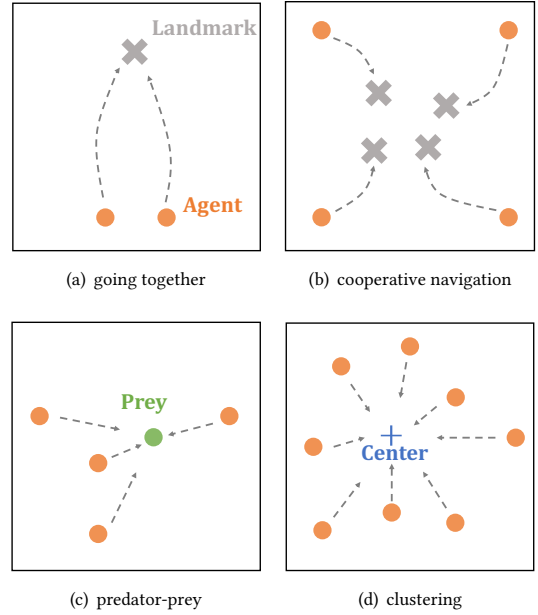 Landmark
Agent
(a) going together
(b) cooperative navigation
Prey
Center
(c) predator-prey
(d) clustering